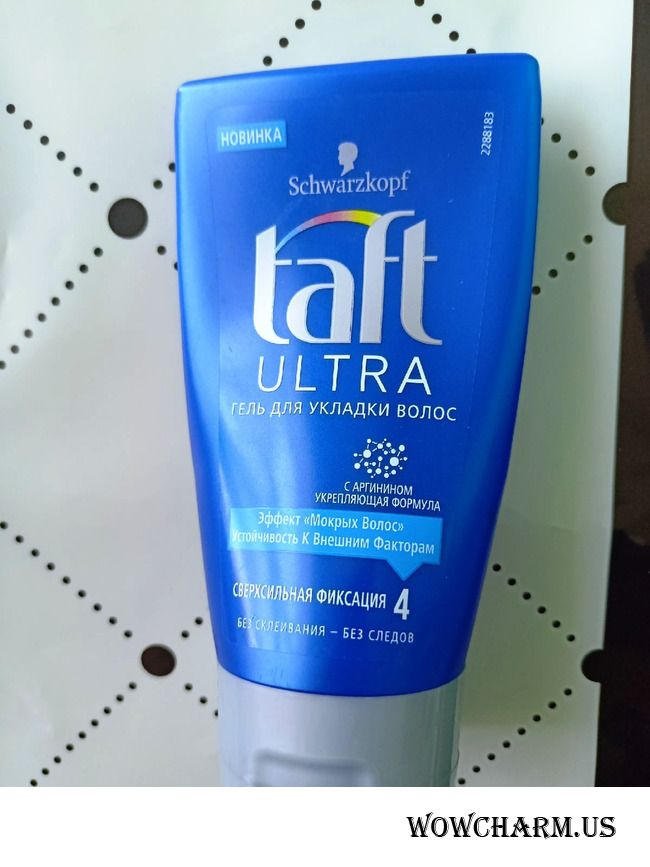 НОВИНКА
2288183
Schwarzkopf
taft
ULTRA
ГЕЛЬ ДЛЯ УКЛАДКИ ВОЛОС
С АРГИНИНОМ
УКРЕПЛЯЮЩАЯ ФОРМУЛА
Эффект «Мокрых Волос»
Устойчивость К Внешним Факторам
СВЕРХСИЛЬНАЯ ФИКСАЦИЯ 4
БЕЗ СКЛЕИВАНИЯ – БЕЗ СЛЕДОВ
WOWCHARM.US